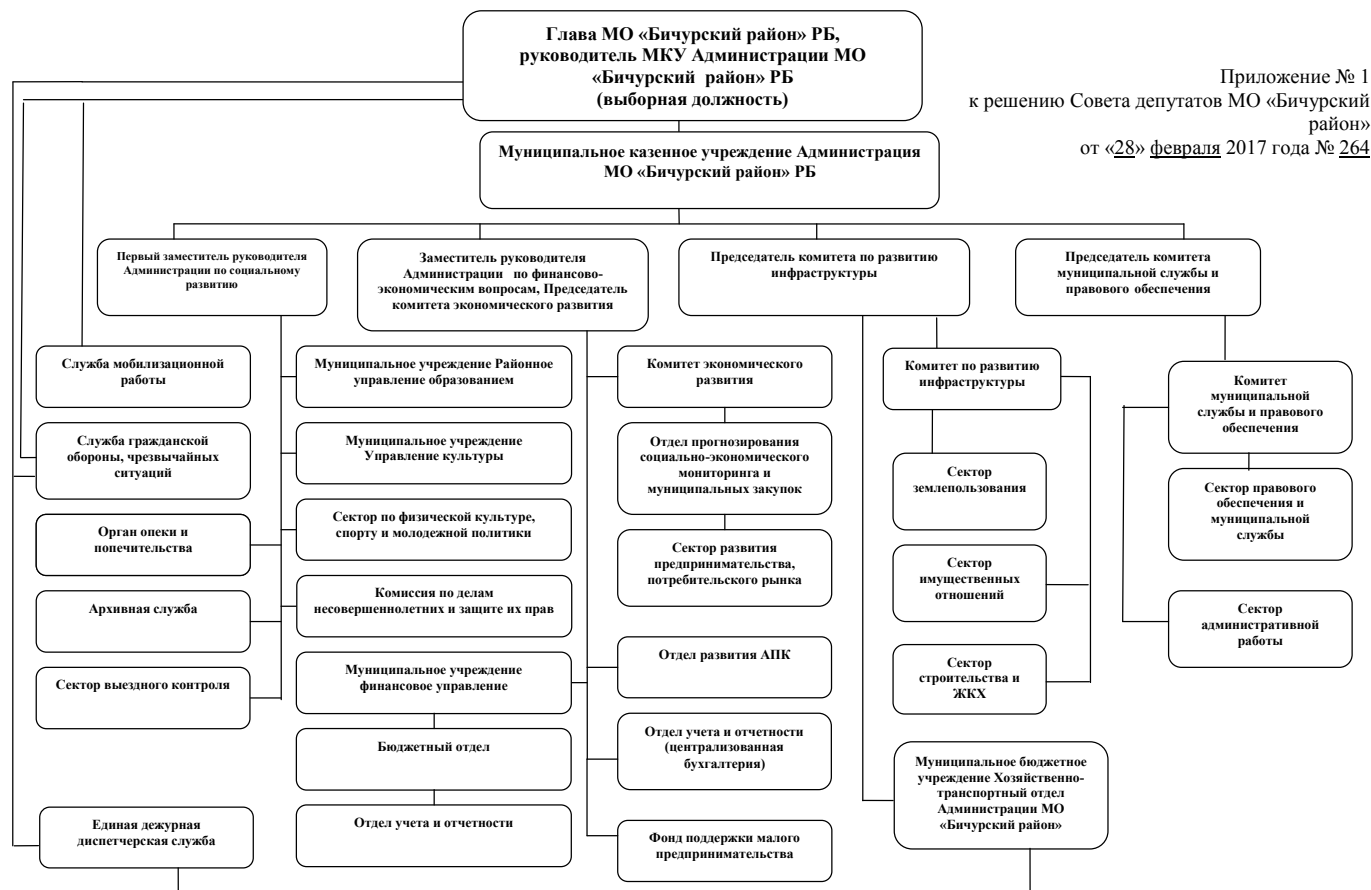 Глава МО «Бичурский район» РБ,
руководитель МКУ Администрации МО
«Бичурский район» РБ
(выборная должность)
Приложение № 1
к решению Совета депутатов МО «Бичурский
район»
от «28» февраля 2017 года № 264
Муниципальное казенное учреждение Администрация
МО «Бичурский район» РБ
Первый заместитель руководителя
Администрации по социальному
развитию
Заместитель руководителя
Администрации по финансово-
экономическим вопросам, Председатель
комитета экономического развития
Председатель комитета по развитию
инфраструктуры
Председатель комитета
муниципальной службы и
правового обеспечения
Служба мобилизационной
работы
Служба гражданской
обороны, чрезвычайных
ситуаций
Орган опеки и
попечительства
Архивная служба
Сектор выездного контроля
Единая дежурная
диспетчерская служба
Муниципальное учреждение Районное
управление образованием
Муниципальное учреждение
Управление культуры
Сектор по физической культуре,
спорту и молодежной политики
Комиссия по делам
несовершеннолетних и защите их прав
Муниципальное учреждение
финансовое управление
Бюджетный отдел
Отдел учета и отчетности
Комитет экономического
развития
Отдел прогнозирования
социально-экономического
мониторинга и
муниципальных закупок
Сектор развития
предпринимательства,
потребительского рынка
Отдел развития АПК
Отдел учета и отчетности
(централизованная
бухгалтерия)
Фонд поддержки малого
предпринимательства
Комитет по развитию
инфраструктуры
Сектор
землепользования
Сектор
имущественных
отношений
Сектор
строительства и
ЖКХ
Муниципальное бюджетное
учреждение Хозяйственно-
транспортный отдел
Администрации МО
«Бичурский район»
Комитет
муниципальной
службы и правового
обеспечения
Сектор правового
обеспечения и
муниципальной
службы
Сектор
административной
работы